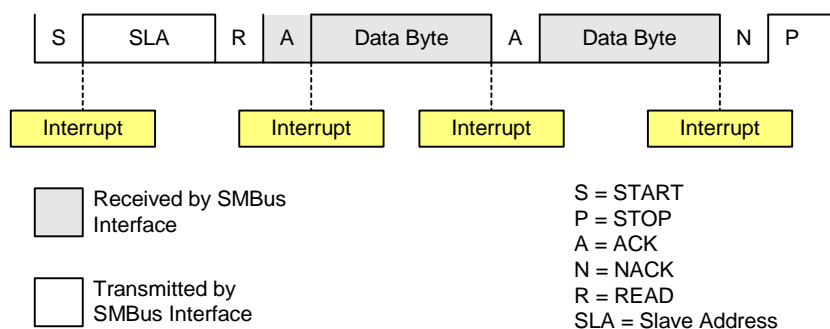 S SLA R A Data Byte A Data Byte N P
Interrupt Interrupt Interrupt Interrupt
Received by SMBus
Interface
Transmitted by
SMBus Interface
S = START
P = STOP
A = ACK
N = NACK
R = READ
SLA = Slave Address